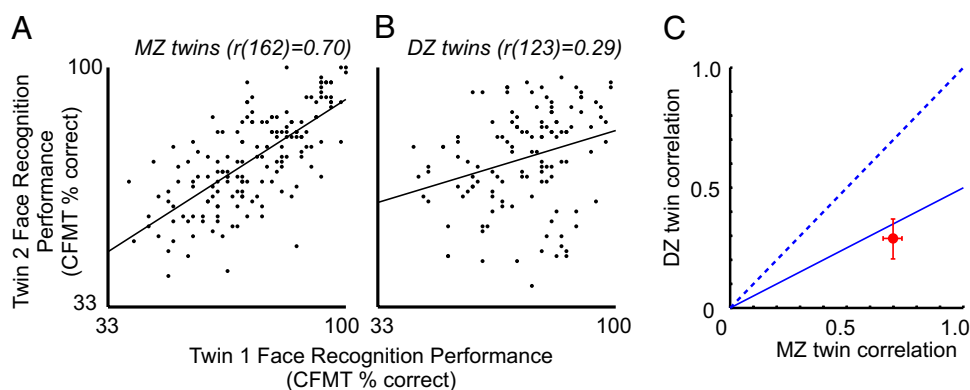 A
MZ twins (r(162)=0.70)
B
DZ twins (r(123)=0.29)
C
Twin 2 Face Recognition
Performance
(CFMT % correct)
100
33
33
100
33
100
Twin 1 Face Recognition Performance
(CFMT % correct)
DZ twin correlation
1.0
0.5
0
0
0.5
1.0
MZ twin correlation